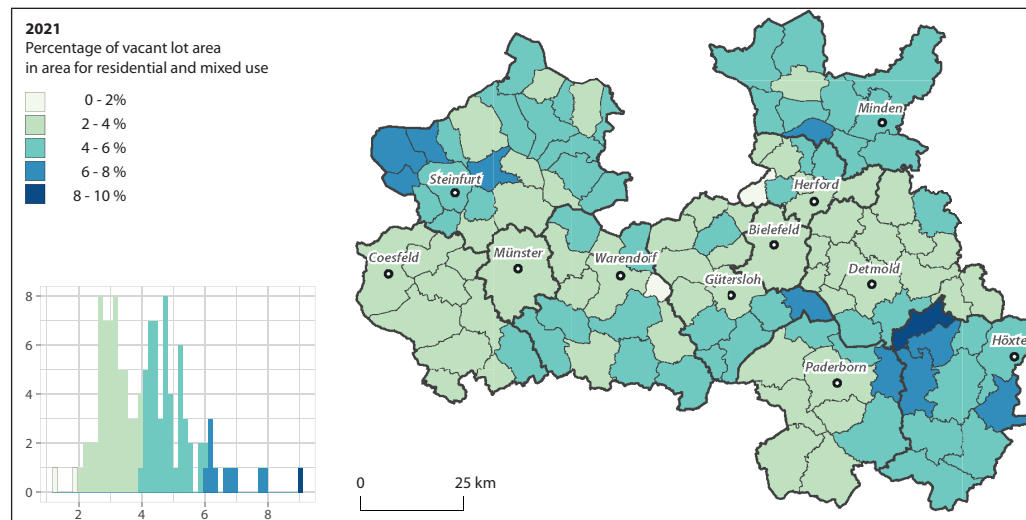 2021
Percentage of vacant lot area
in area for residential and mixed use
0 - 2%
2 - 4 %
4 - 6 %
6 - 8 %
8 - 10 %
Minden
Steinfurt
Herford
Bielefeld
Coesfeld
Münster
Warendorf
Gütersloh
Detmold
Höxte
Paderborn
8
6
4
2
0
2
4
6
8
0
25 km